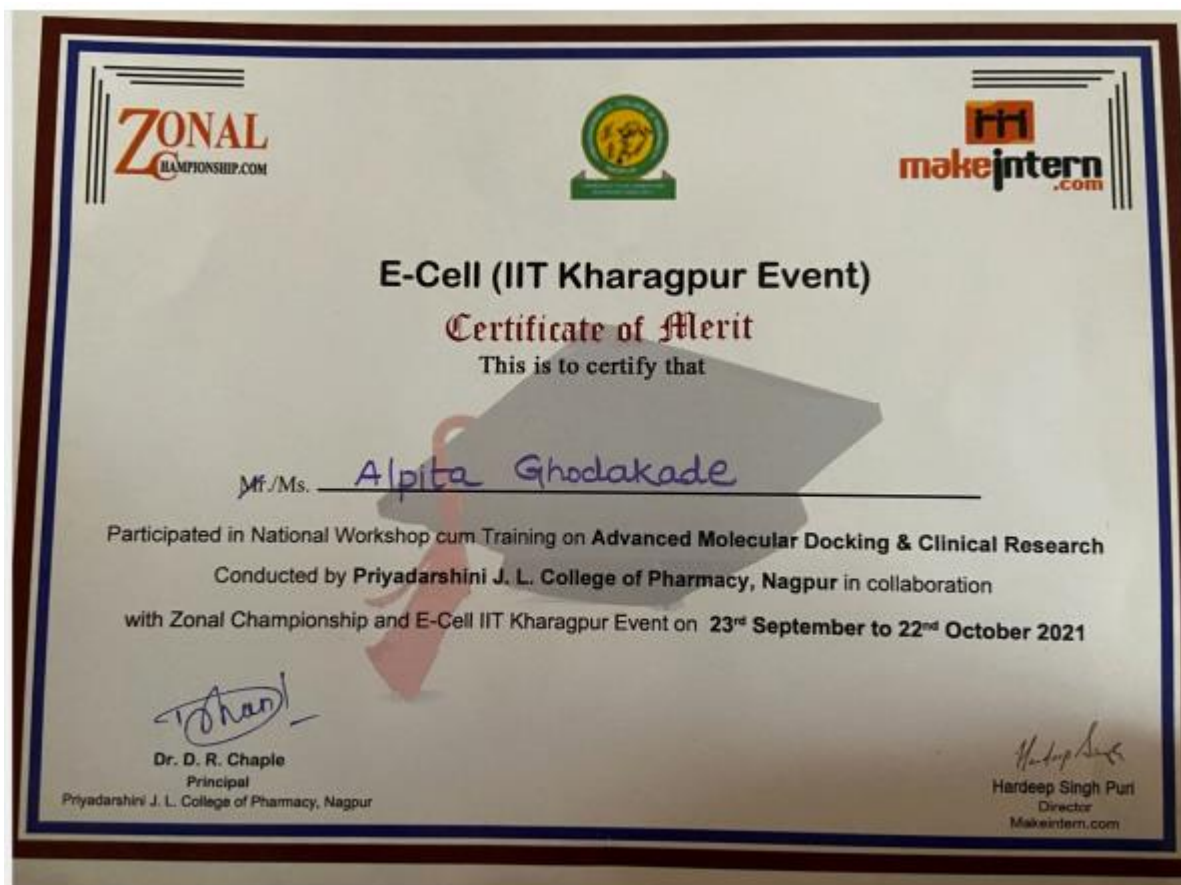 ZONAL
CHAMPIONSHIP.COM
makeintern
.com
E-Cell (IIT Kharagpur Event)
Certificate of Merit
This is to certify that
Mr./Ms. Alpita Ghodakade
Participated in National Workshop cum Training on Advanced Molecular Docking & Clinical Research
Conducted by Priyadarshini J. L. College of Pharmacy, Nagpur in collaboration
with Zonal Championship and E-Cell IIT Kharagpur Event on 23rd September to 22nd October 2021
Dr. D. R. Chaple
Principal
Priyadarshini J. L. College of Pharmacy, Nagpur
Hardeep Singh
Hardeep Singh Puri
Director
Makeintern.com